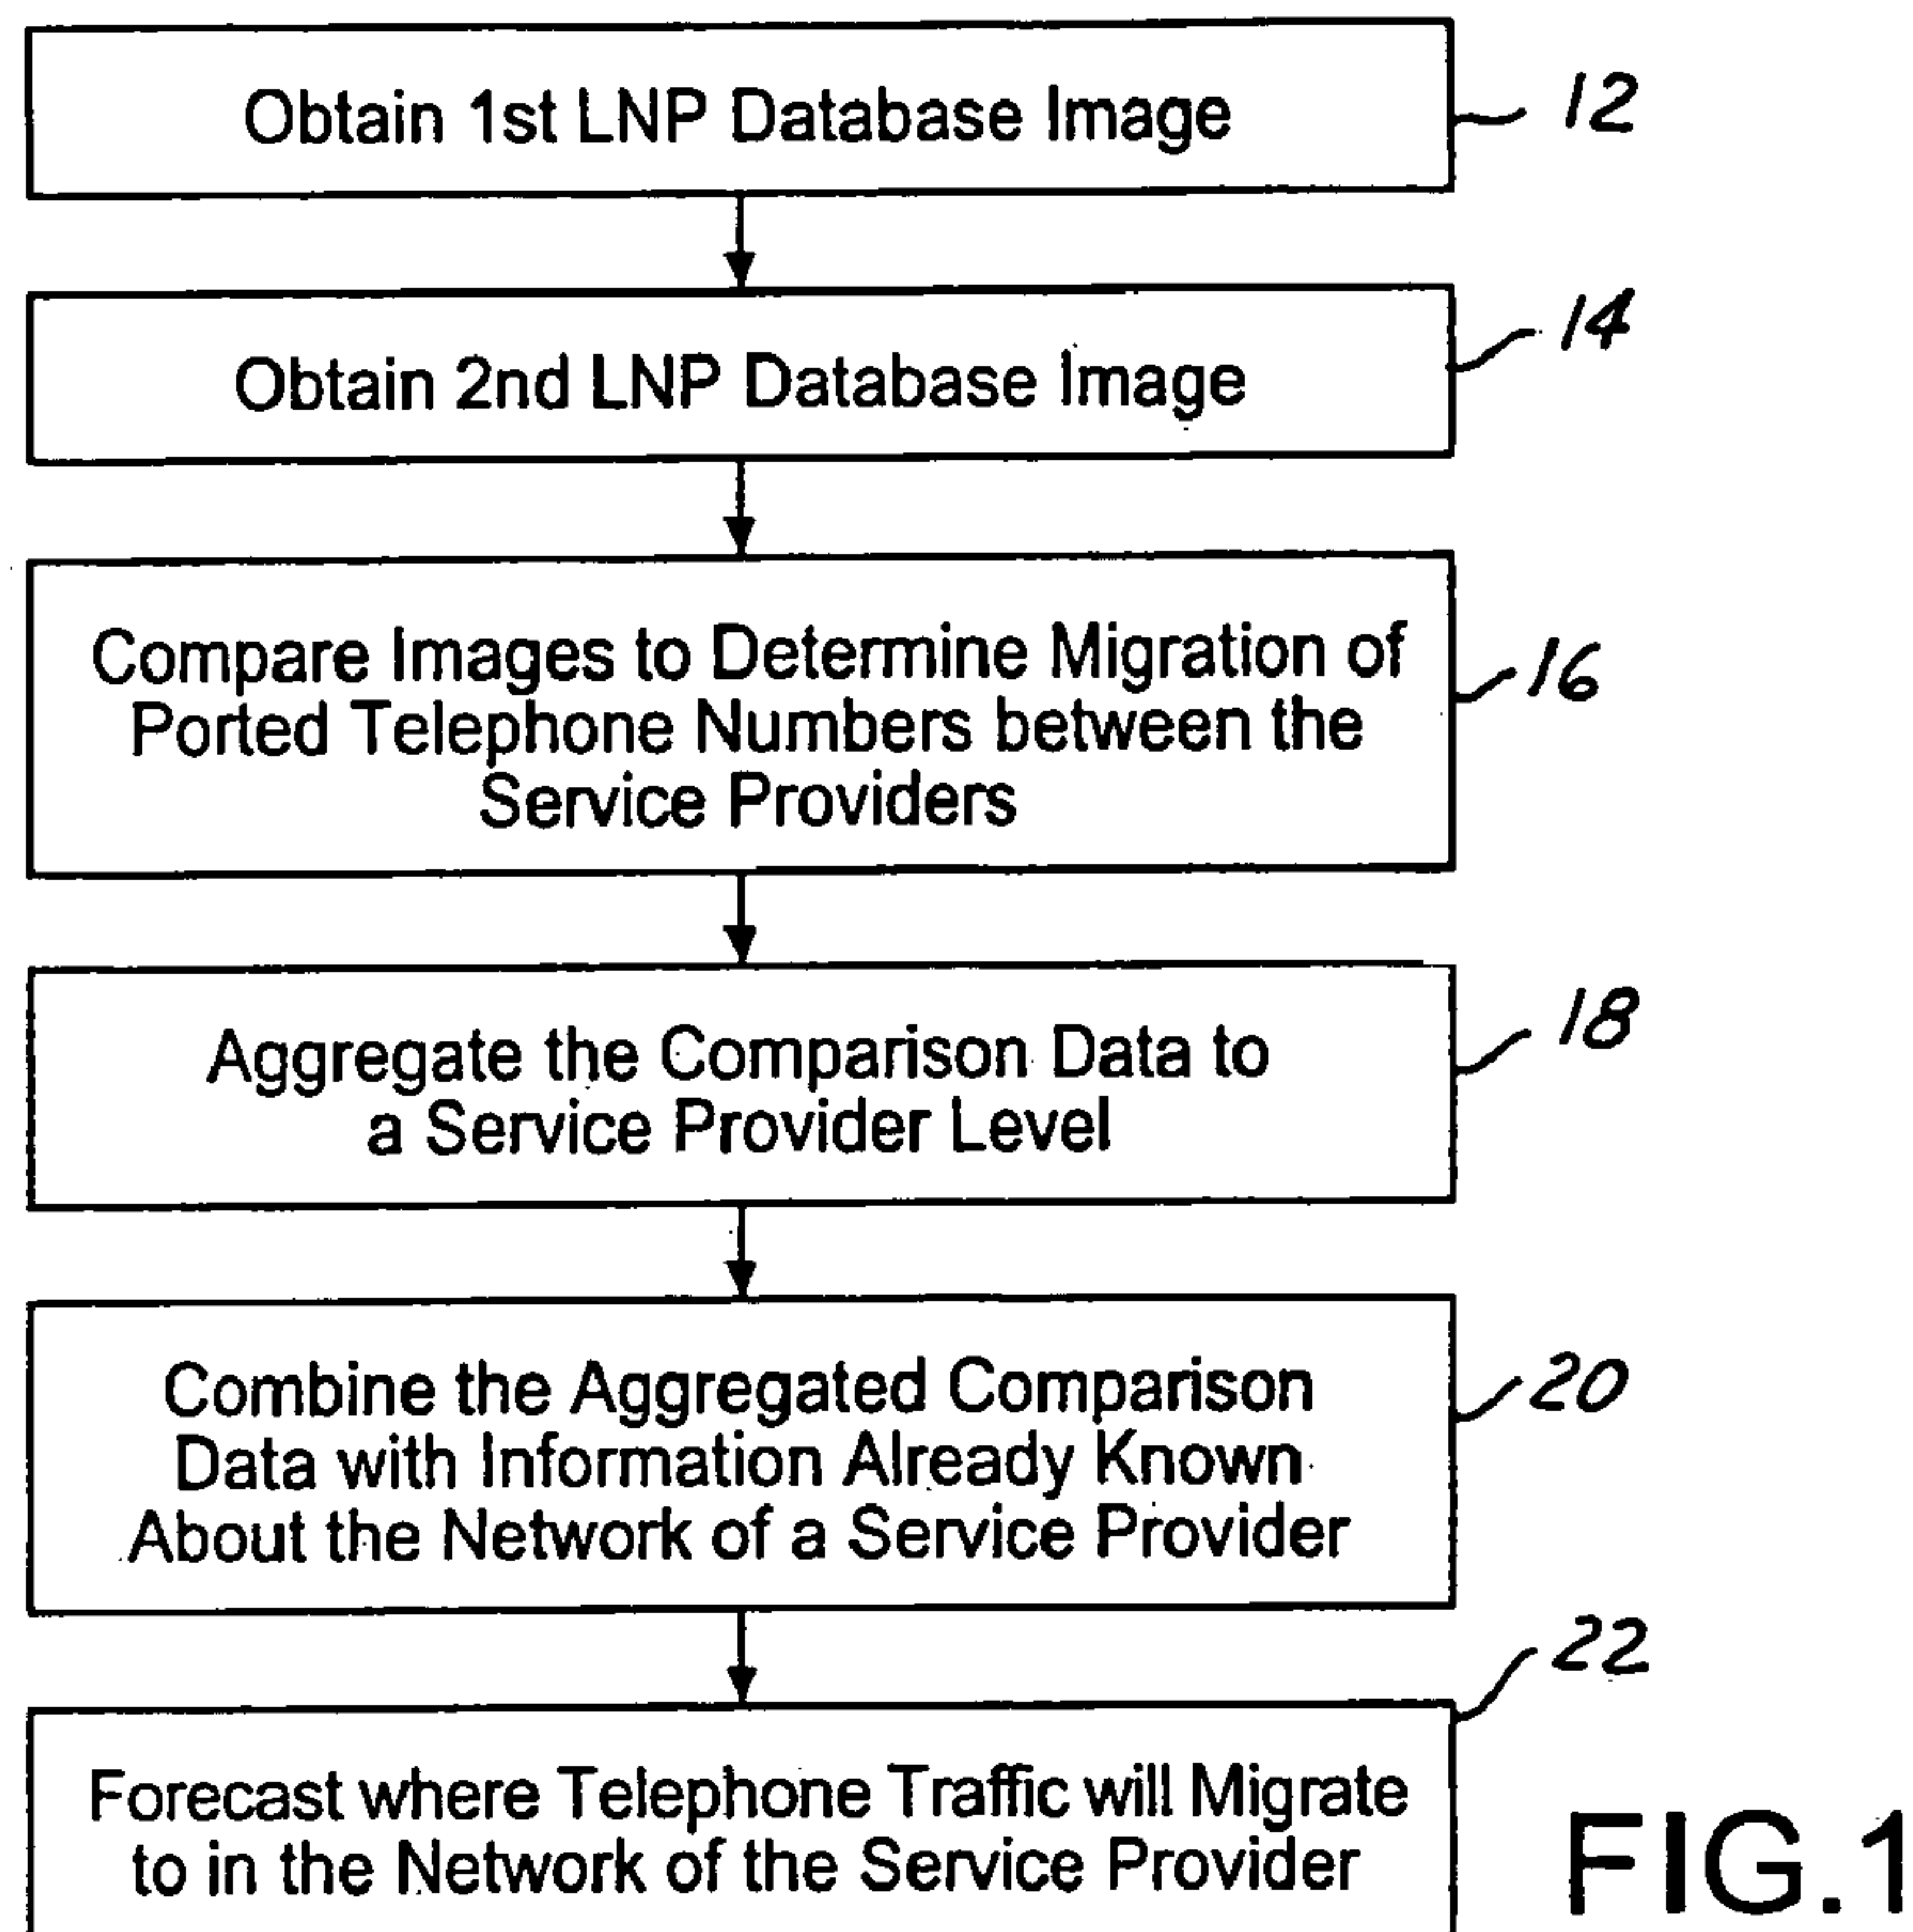 Obtain 1st LNP Database Image
12
Obtain 2nd LNP Database Image
14
Compare Images to Determine Migration of
Ported Telephone Numbers between the
Service Providers
16
Aggregate the Comparison Data to
a Service Provider Level
18
Combine the Aggregated Comparison
Data with Information Already Known
About the Network of a Service Provider
20
Forecast where Telephone Traffic will Migrate
to in the Network of the Service Provider
22
FIG.1